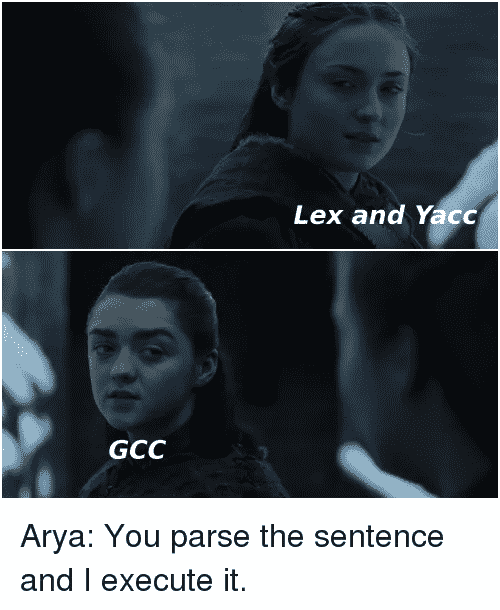 Lex and Yacc
GCC
Arya: You parse the sentence
and I execute it.